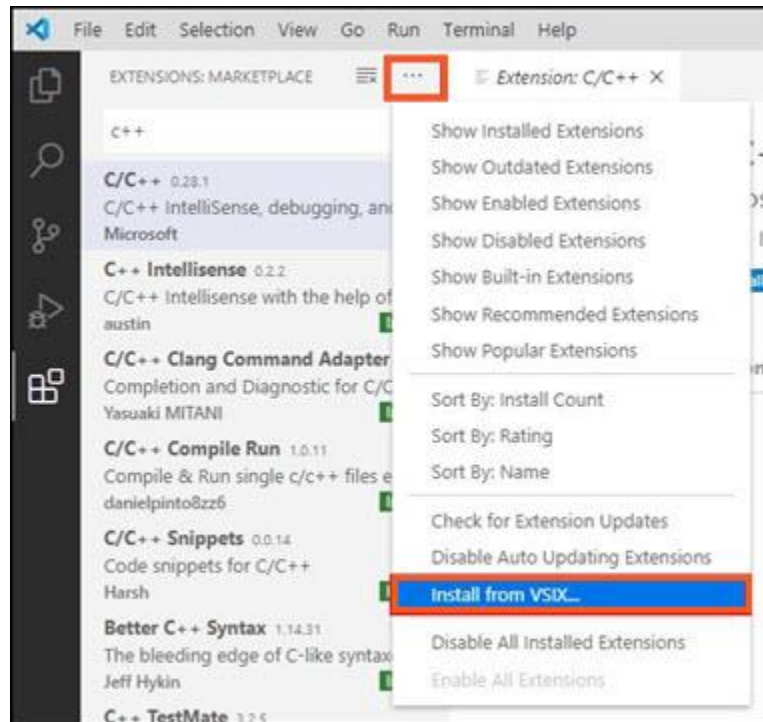 File Edit Selection View Go Run Terminal Help
EXTENSIONS: MARKETPLACE ...
Extension: C/C++ ×
c++
C/C++ 0.28.1
C/C++ IntelliSense, debugging, an
Microsoft
C++ Intellisense 0.2.2
C/C++ Intellisense with the help of
austin
C/C++ Clang Command Adapter
Completion and Diagnostic for C/C
Yasuaki MITANI
C/C++ Compile Run 1.0.11
Compile & Run single c/c++ files e
danielpinto8zz6
C/C++ Snippets 0.0.14
Code snippets for C/C++
Harsh
Better C++ Syntax 1.14.31
The bleeding edge of C-like syntax
Jeff Hykin
C++ TestMate 3.2.5
Show Installed Extensions
Show Outdated Extensions
Show Enabled Extensions
Show Disabled Extensions
Show Built-in Extensions
Show Recommended Extensions
Show Popular Extensions
Sort By: Install Count
Sort By: Rating
Sort By: Name
Check for Extension Updates
Disable Auto Updating Extensions
Install from VSIX...
Disable All Installed Extensions
Enable All Extensions